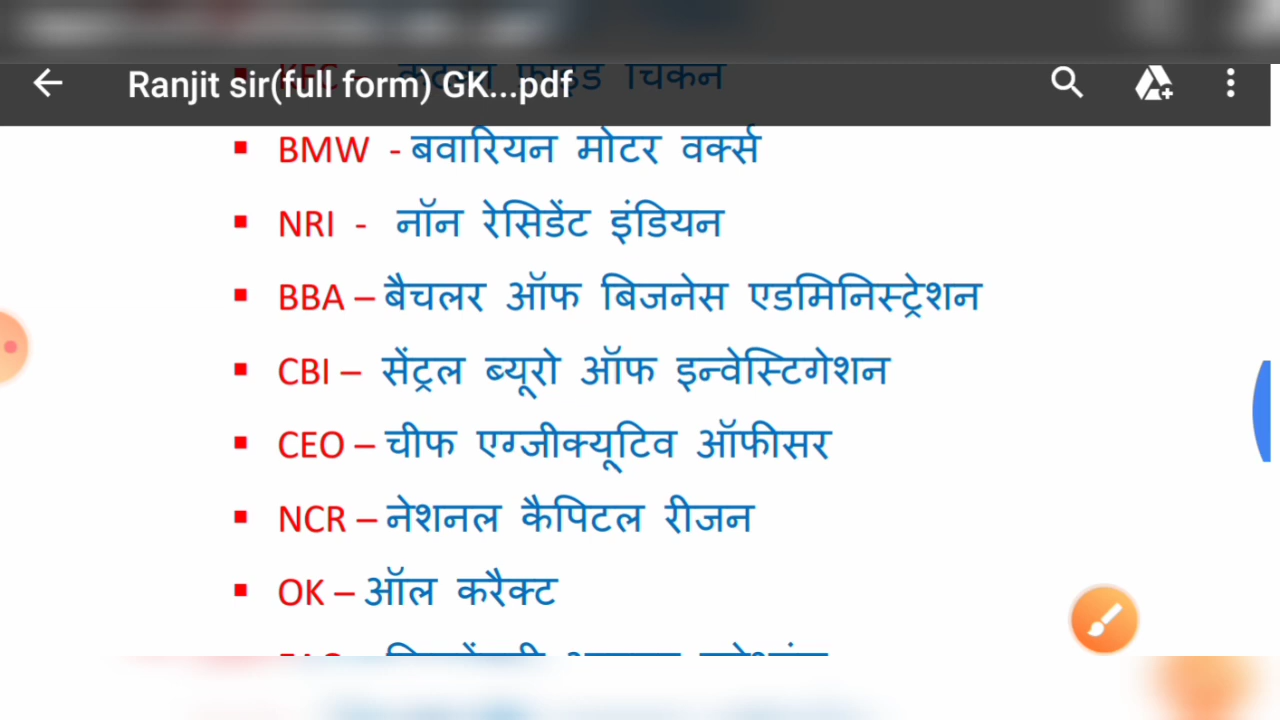 Ranjit sir(full form) GK...pdf
BMW - बवारियन मोटर वर्क्स
NRI - नॉन रेसिडेंट इंडियन
BBA – बैचलर ऑफ बिजनेस एडमिनिस्ट्रेशन
CBI – सेंट्रल ब्यूरो ऑफ इन्वेस्टिगेशन
CEO – चीफ एग्जीक्यूटिव ऑफीसर
NCR – नेशनल कैपिटल रीजन
OK – ऑल करैक्ट